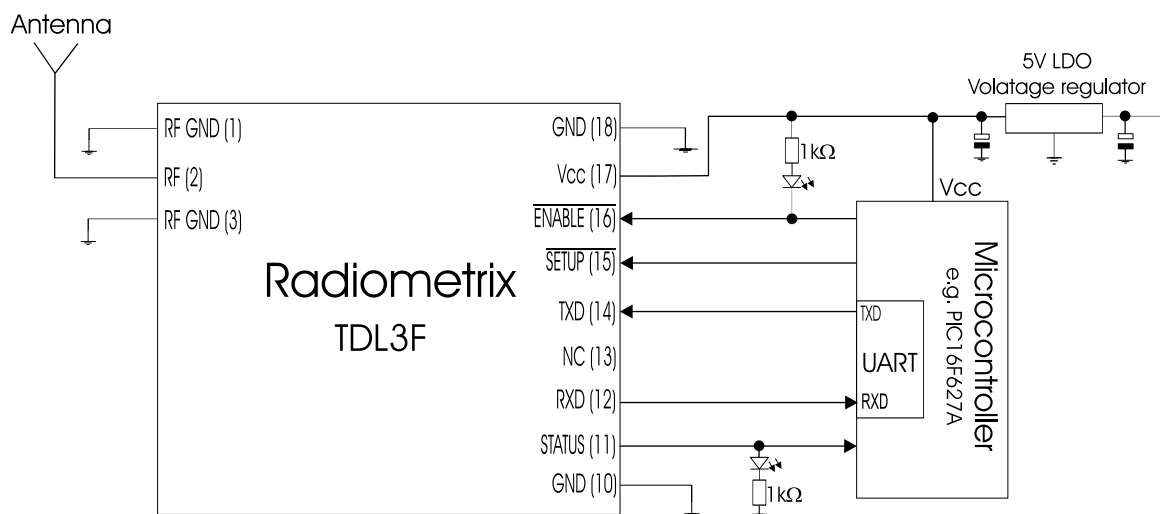 Antenna
5V LDO
Volatage regulator
RF GND (1)
RF (2)
RF GND (3)
Radiometrix
TDL3F
GND (18)
Vcc (17)
ENABLE (16)
SETUP (15)
TXD (14)
NC (13)
RXD (12)
STATUS (11)
GND (10)
1kΩ
1kΩ
Vcc
TXD
UART
RXD
Microcontroller
e.g. PIC16F627A